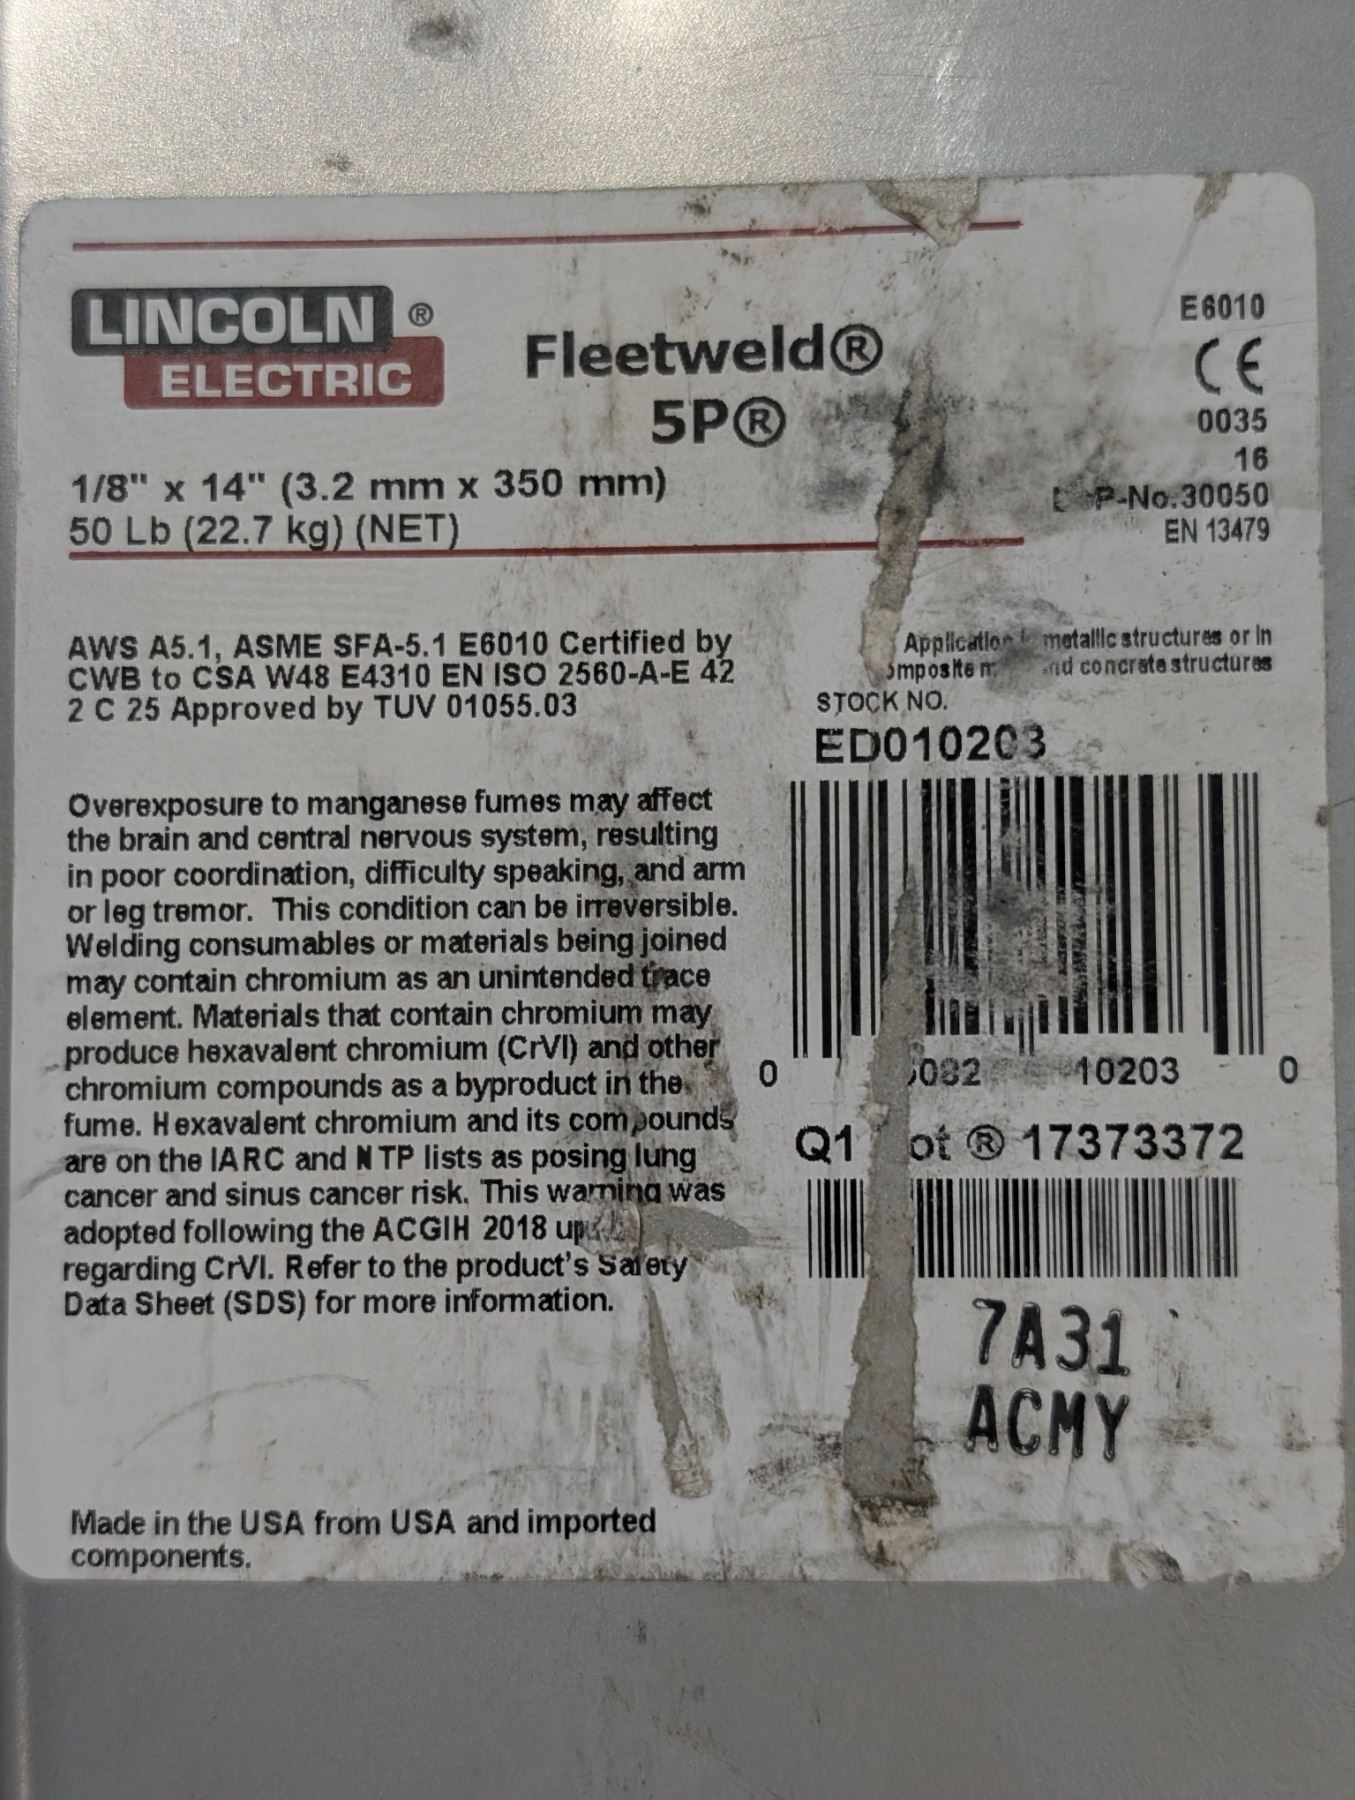 LINCOLN ®
ELECTRIC
Fleetweld®
5P®
1/8" x 14" (3.2 mm x 350 mm)
50 Lb (22.7 kg) (NET)
E6010
CE
0035
16
P-No.30050
EN 13479
AWS A5.1, ASME SFA-5.1 E6010 Certified by
CWB to CSA W48 E4310 EN ISO 2560-A-E 42
2 C 25 Approved by TUV 01055.03
metallic structures or in
concrete structures
STOCK NO.
ED010203
0 10203 0
Q1 ® 17373372
7A31
ACMY
Overexposure to manganese fumes may affect
the brain and central nervous system, resulting
in poor coordination, difficulty speaking, and arm
or leg tremor. This condition can be irreversible.
Welding consumables or materials being joined
may contain chromium as an unintended trace
element. Materials that contain chromium may
produce hexavalent chromium (CrVI) and other
chromium compounds as a byproduct in the
fume. Hexavalent chromium and its compounds
are on the IARC and NTP lists as posing lung
cancer and sinus cancer risk. This warning was
adopted following the ACGIH 2018
regarding CrVI. Refer to the product's Safety
Data Sheet (SDS) for more information.
Made in the USA from USA and imported
components.